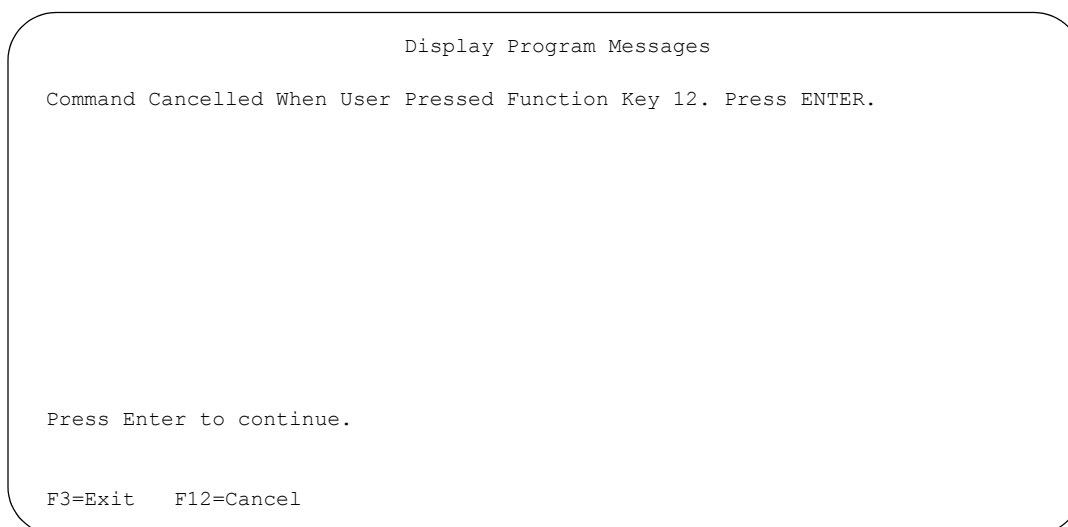 Display Program Messages
Command Cancelled When User Pressed Function Key 12. Press ENTER.
Press Enter to continue.
F3=Exit   F12=Cancel